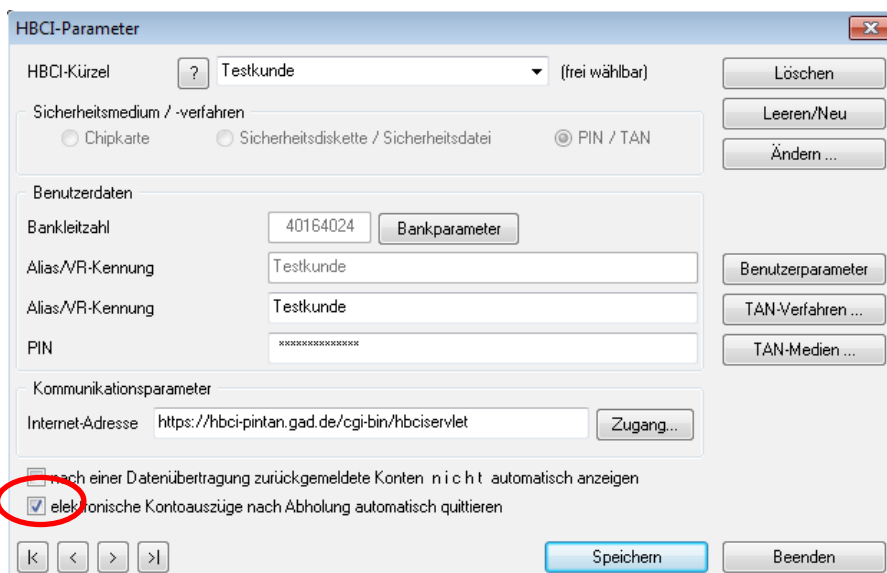 HBCI-Parameter
HBCI-Kürzel ? Testkunde (frei wählbar) Löschen
Sicherheitsmedium / -verfahren Leeren/Neu
Chipkarte Sicherheitsdiskette / Sicherheitsdatei PIN / TAN
Ändern ...
Benutzerdaten
Bankleitzahl 40164024 Bankparameter
Alias/VR-Kennung Testkunde Benutzerparameter
Alias/VR-Kennung Testkunde TAN-Verfahren ...
PIN ************** TAN-Medien ...
Kommunikationsparameter
Internet-Adresse https://hbci-pintan.gad.de/cgi-bin/hbciservlet Zugang...
nach einer Datenübertragung zurückgemeldete Konten n i c h t automatisch anzeigen
elektronische Kontoauszüge nach Abholung automatisch quittieren
|< < > >| Speichern Beenden